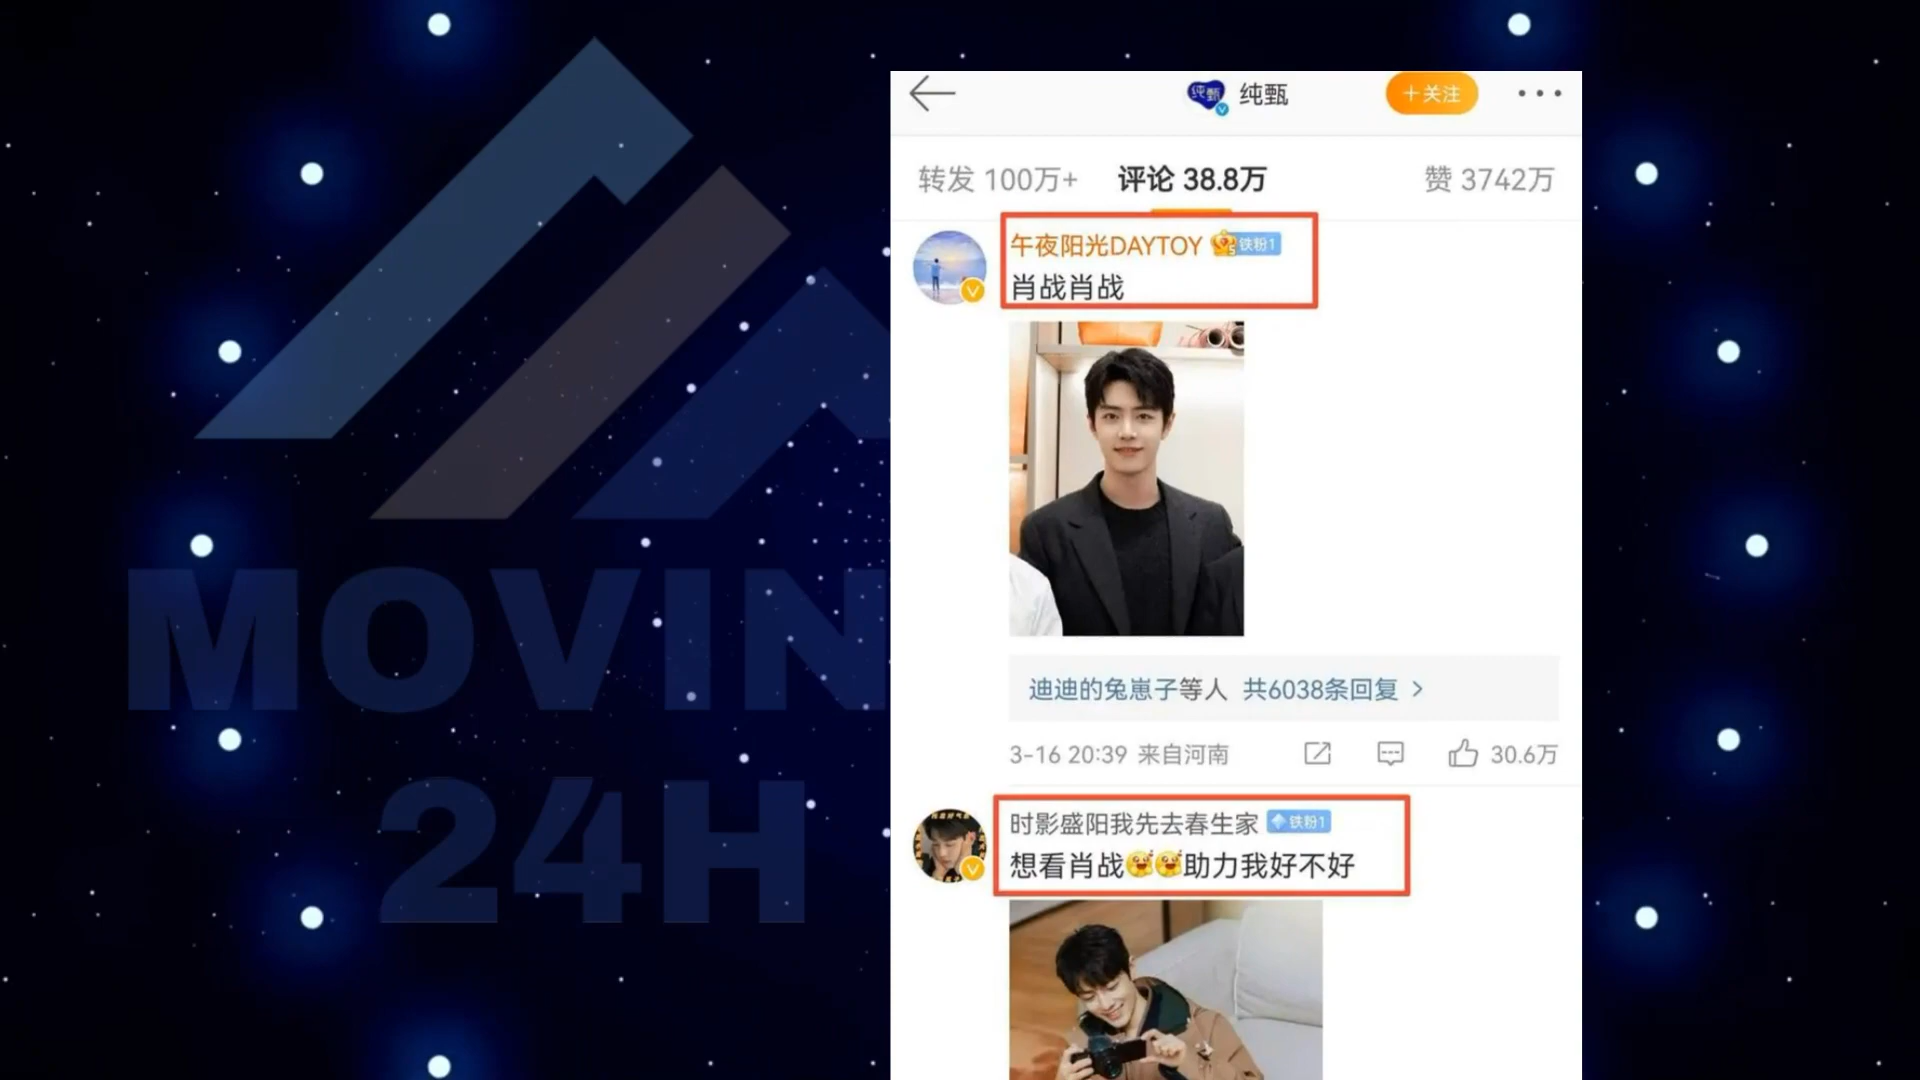 MOVIN
24H
纯甄 纯甄 +关注
转发 100万+ 评论 38.8万 赞 3742万
午夜阳光DAYTOY 5 铁粉1
肖战肖战
迪迪的兔崽子等人 共6038条回复 >
3-16 20:39 来自河南 30.6万
时影盛阳我先去春生家 铁粉1
想看肖战助力我好不好